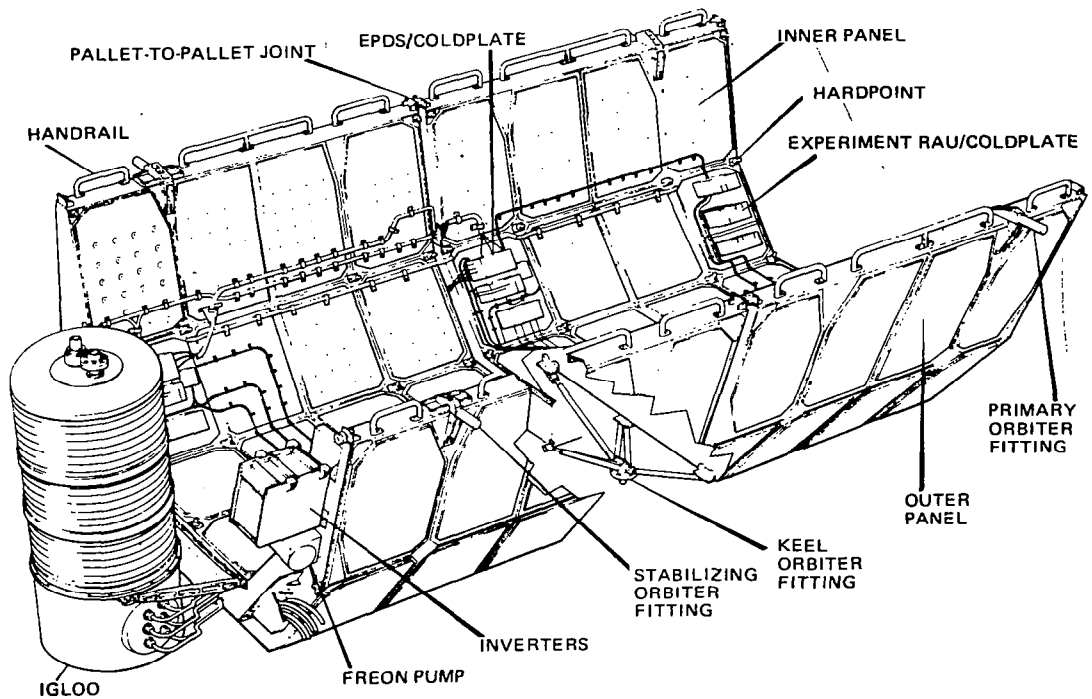 PALLET-TO-PALLET JOINT
EPDS/COLDPLATE
INNER PANEL
HARDPOINT
HANDRAIL
EXPERIMENT RAU/COLDPLATE
PRIMARY
ORBITER
FITTING
OUTER
PANEL
KEEL
ORBITER
FITTING
STABILIZING
ORBITER
FITTING
INVERTERS
FREON PUMP
IGLOO